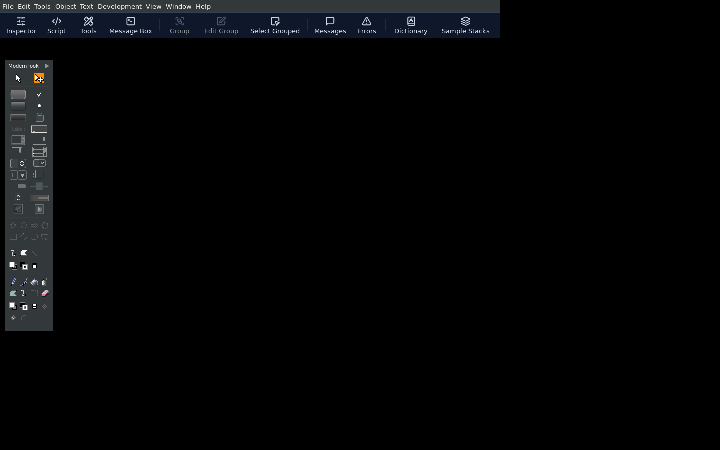 File Edit Tools Object Text Development View Window Help
Inspector Script Tools Message Box Group Edit Group Select Grouped Messages Errors Dictionary Sample Stacks